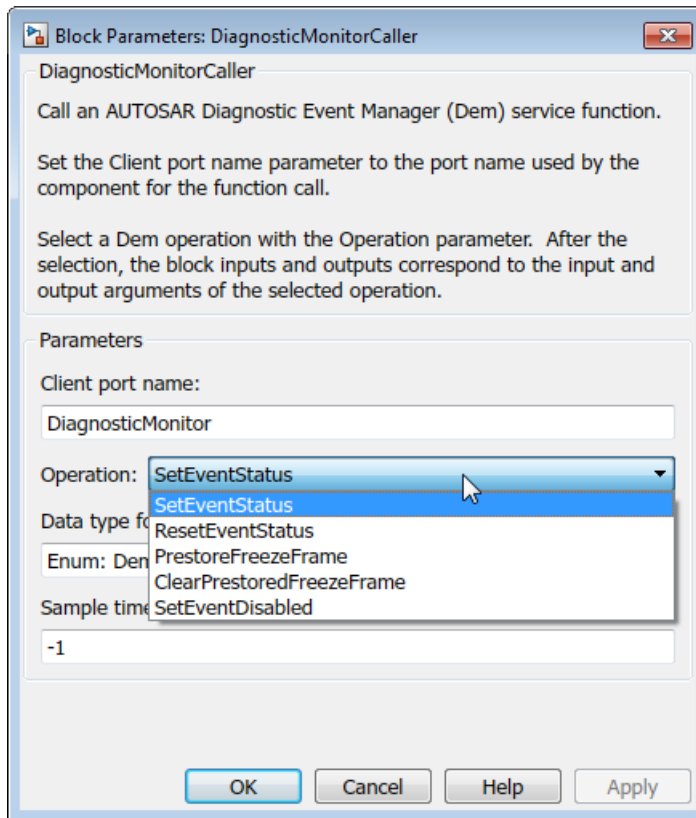 Block Parameters: DiagnosticMonitorCaller
DiagnosticMonitorCaller
Call an AUTOSAR Diagnostic Event Manager (Dem) service function.
Set the Client port name parameter to the port name used by the
component for the function call.
Select a Dem operation with the Operation parameter. After the
selection, the block inputs and outputs correspond to the input and
output arguments of the selected operation.
Parameters
Client port name:
DiagnosticMonitor
Operation: SetEventStatus
SetEventStatus
Data type
ResetEventStatus
PrestoreFreezeFrame
Enum: Dem
ClearPrestoredFreezeFrame
Sample time
SetEventDisabled
-1
OK Cancel Help Apply